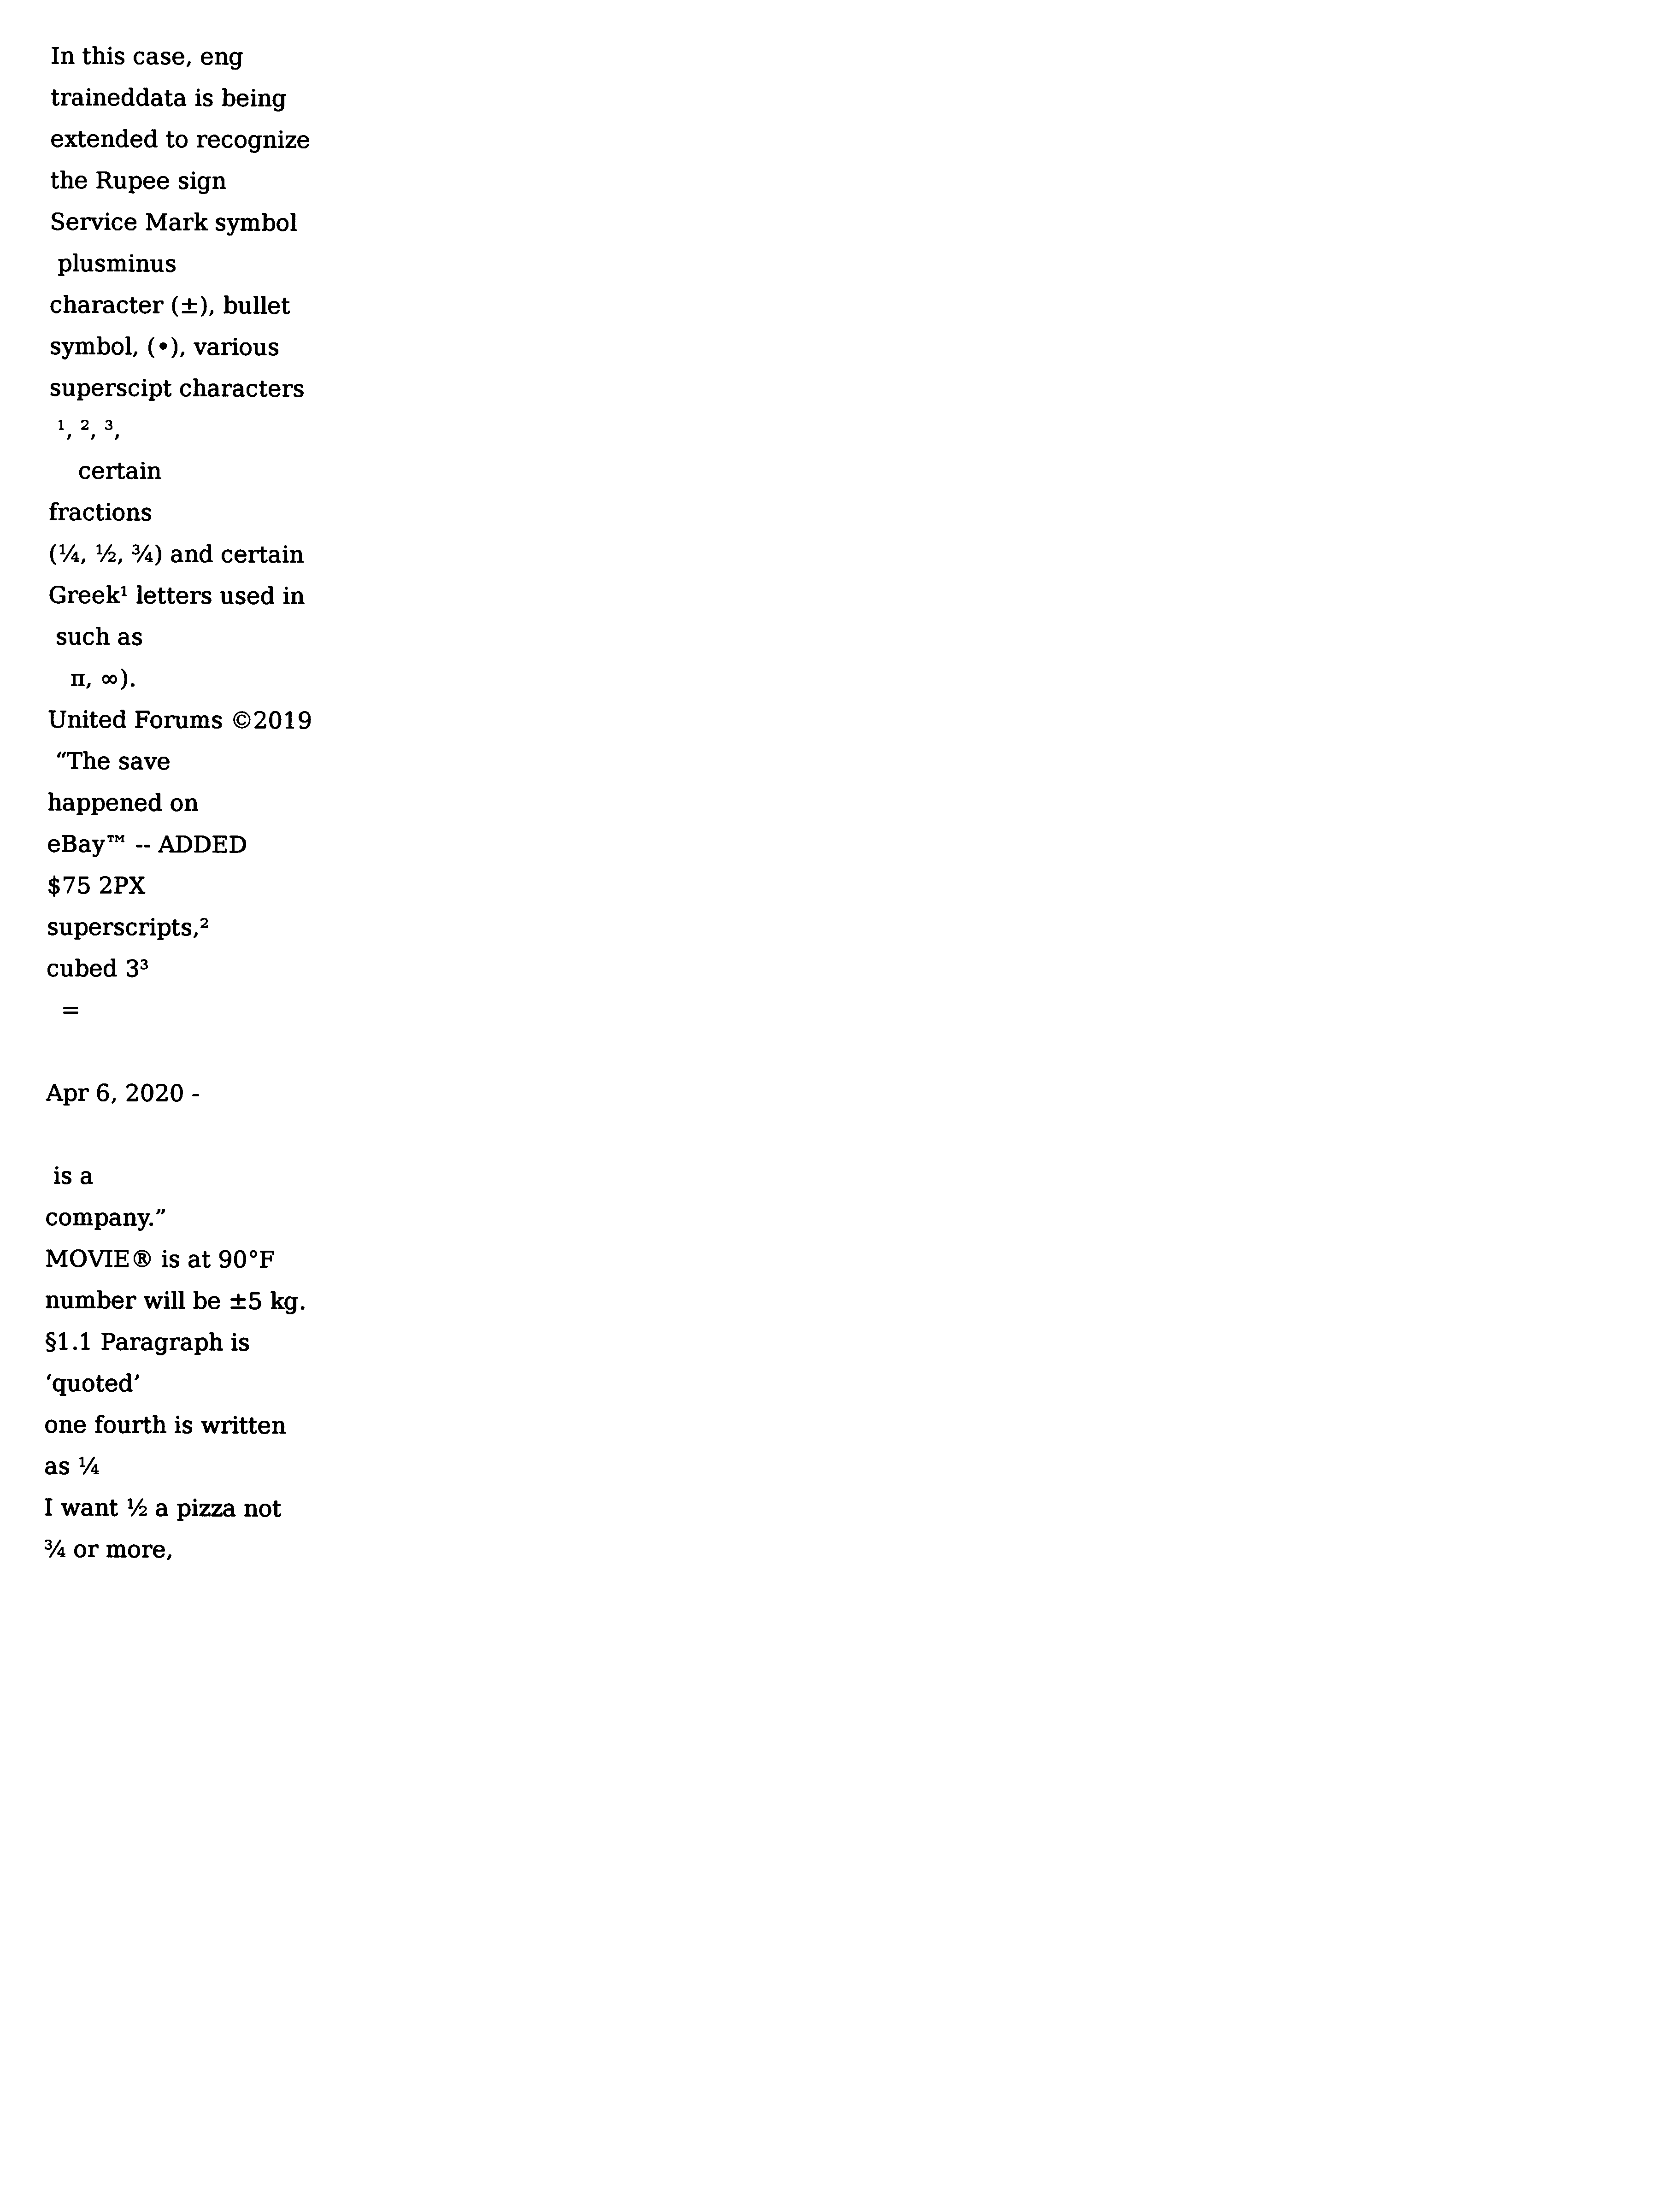 In this case, eng
traineddata is being
extended to recognize
the Rupee sign
Service Mark symbol
plusminus
character (±), bullet
symbol, (•), various
superscipt characters
¹, ², ³,
certain
fractions
(¼, ½, ¾) and certain
Greek¹ letters used in
such as
π, ∞).
United Forums ©2019
“The save
happened on
eBay™ -- ADDED
$75 2PX
superscripts,²
cubed 3³
=
Apr 6, 2020 -
is a
company.”
MOVIE® is at 90°F
number will be ±5 kg.
§1.1 Paragraph is
‘quoted’
one fourth is written
as ¼
I want ½ a pizza not
¾ or more,